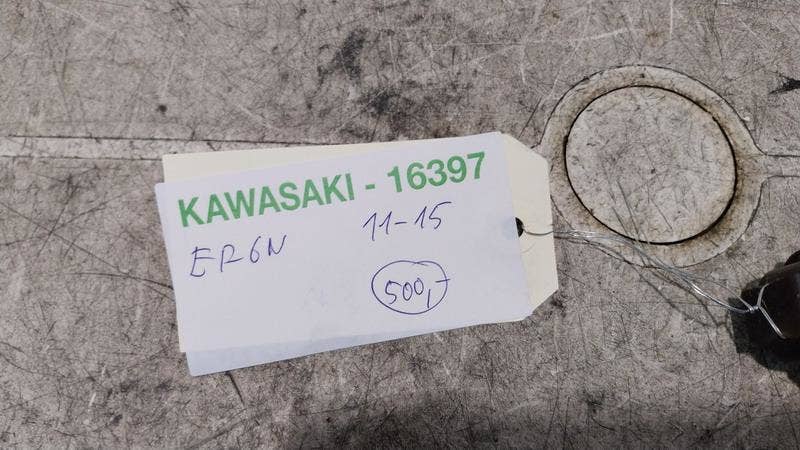 KAWASAKI - 16397
ER6N 11-15
500,-